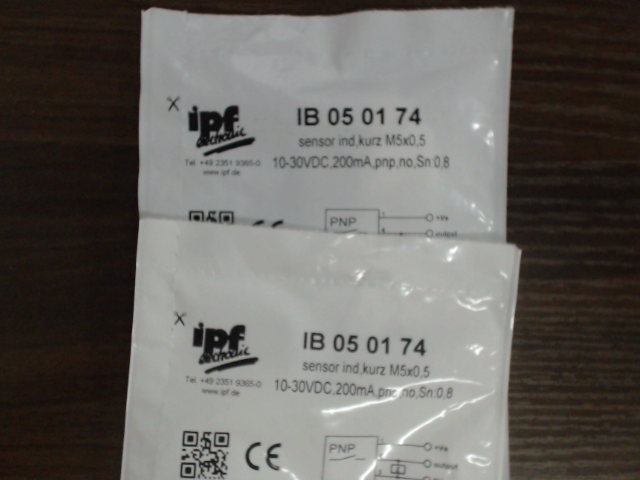 x
ipf
electronic
IB 05 01 74
sensor ind,kurz M5x0,5
10-30VDC,200mA,pnp,no,Sn:0,8
Tel. +49 2351 9365-0
www.ipf.de
PNP
1
+Vs
4
output
x
ipf
electronic
IB 05 01 74
sensor ind,kurz M5x0,5
10-30VDC,200mA,pnp,no,Sn:0,8
Tel. +49 2351 9365-0
www.ipf.de
CE
PNP
+Vs
output